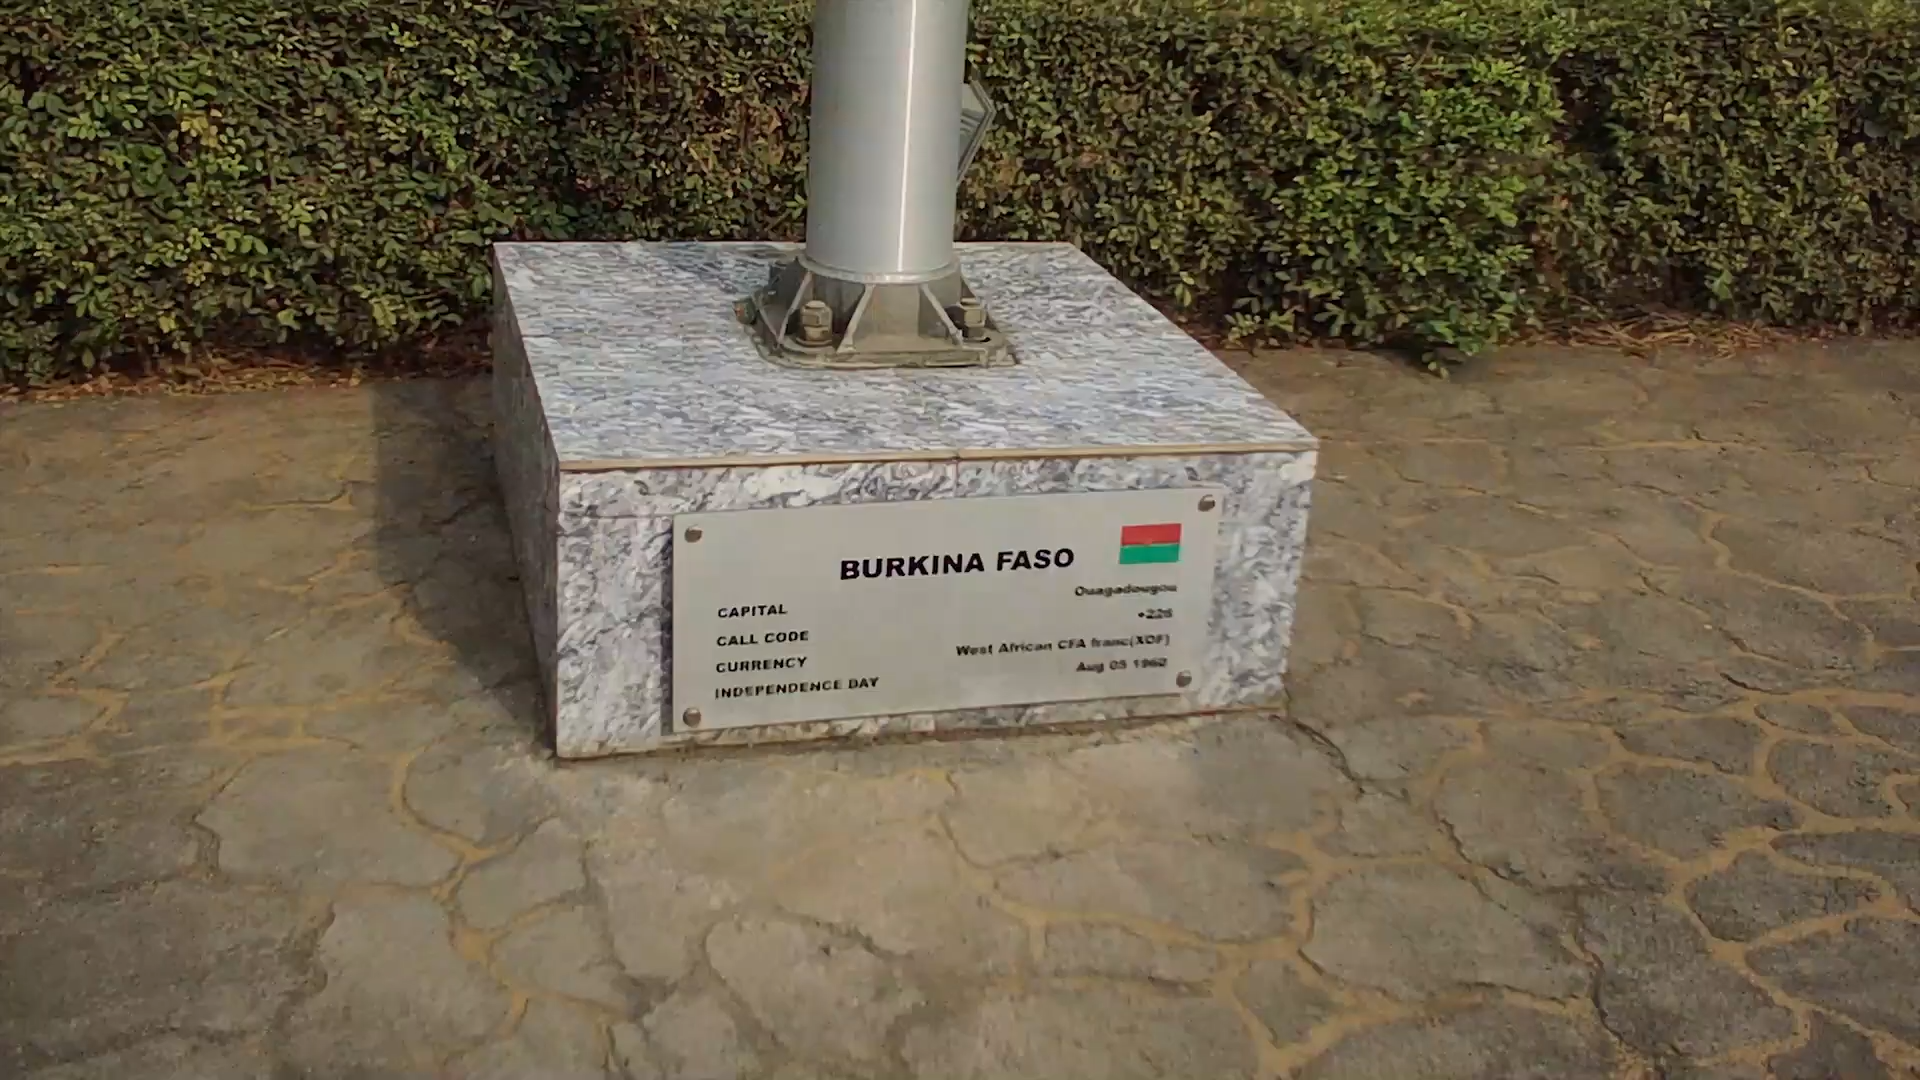 BURKINA FASO
CAPITAL Ouagadougou
CALL CODE +226
CURRENCY West African CFA franc(XOF)
INDEPENDENCE DAY Aug 05 1960